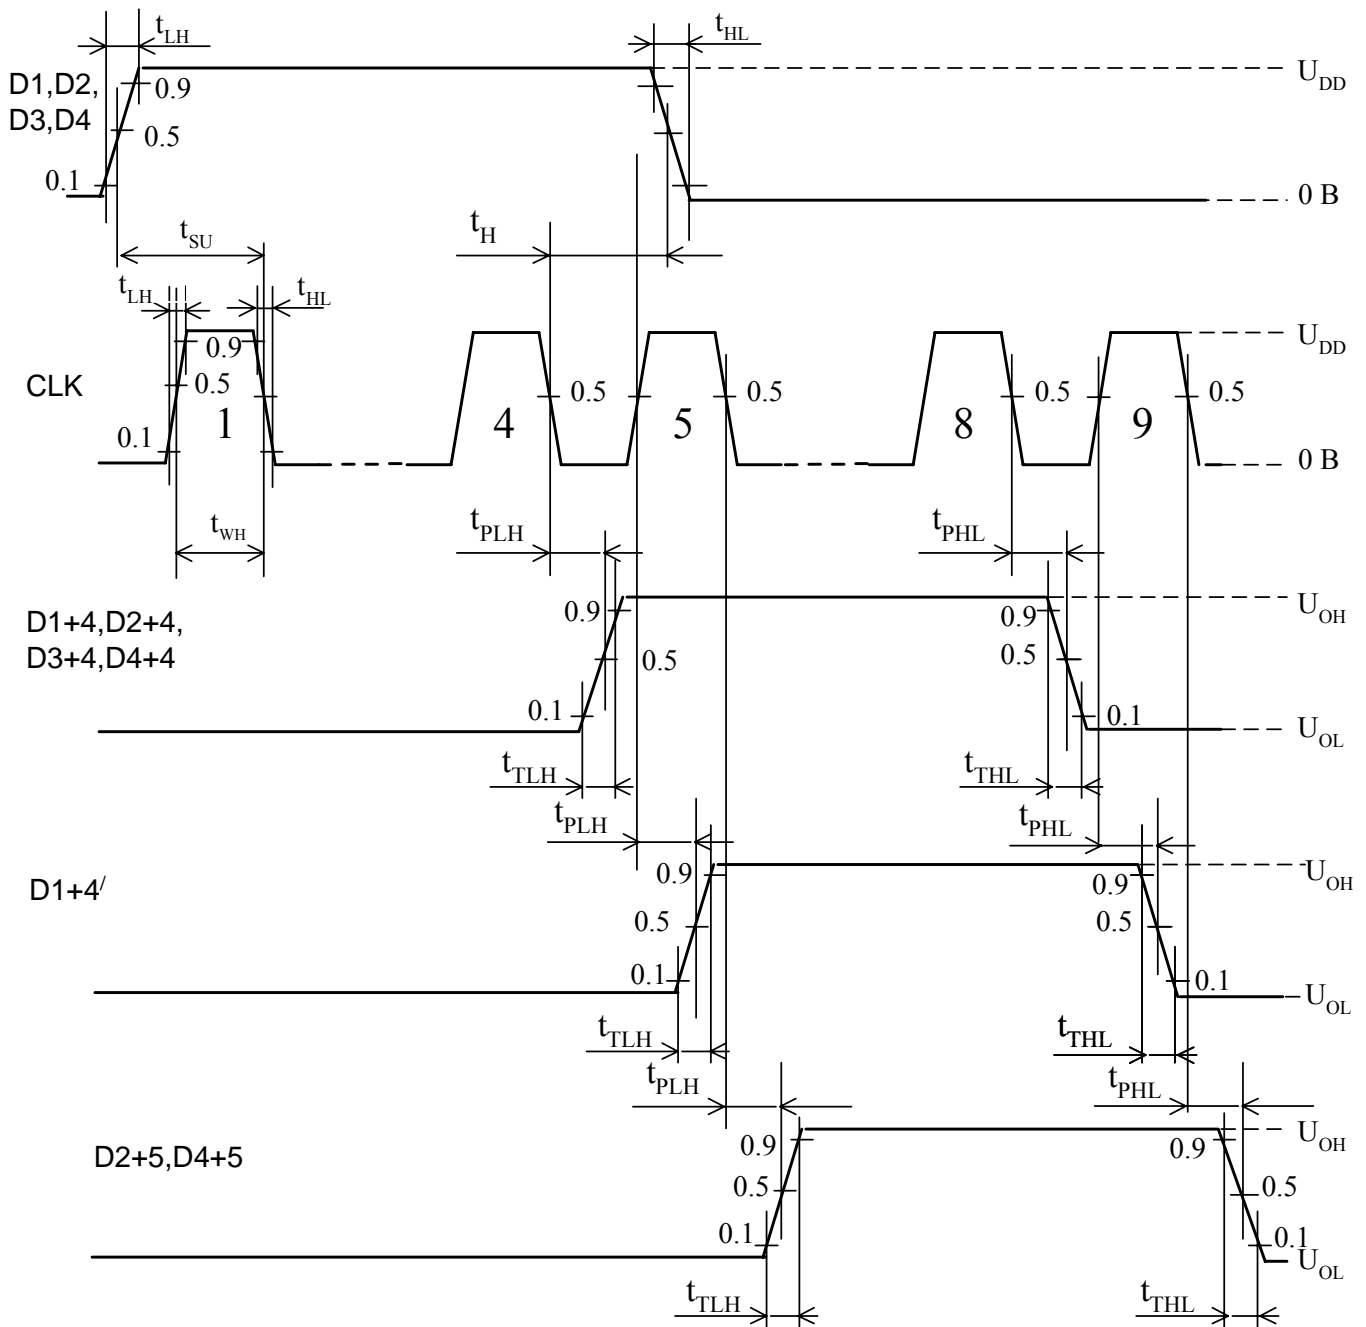 t_LH
t_HL
D1,D2,
D3,D4
0.9
0.5
0.1
U_DD
0 В
t_SU
t_H
t_LH
t_HL
CLK
0.9
0.5
0.1
1
4
0.5
5
0.5
8
0.5
9
0.5
U_DD
0 В
t_WH
t_PLH
t_PHL
D1+4,D2+4,
D3+4,D4+4
0.9
0.5
0.1
0.9
0.5
0.1
U_OH
U_OL
t_TLH
t_THL
t_PLH
t_PHL
D1+4/
0.9
0.5
0.1
0.9
0.5
0.1
U_OH
U_OL
t_TLH
t_THL
t_PLH
t_PHL
D2+5,D4+5
0.9
0.5
0.1
0.9
0.5
0.1
U_OH
U_OL
t_TLH
t_THL